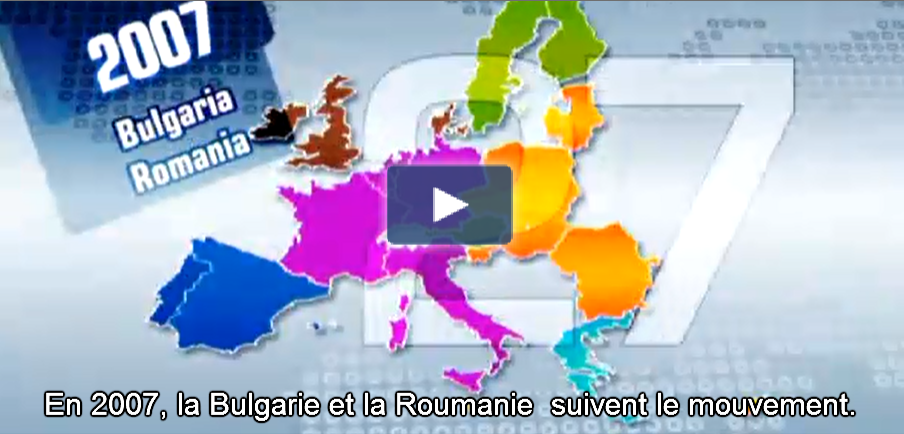 2007
Bulgaria
Romania
27
En 2007, la Bulgarie et la Roumanie  suivent le mouvement.